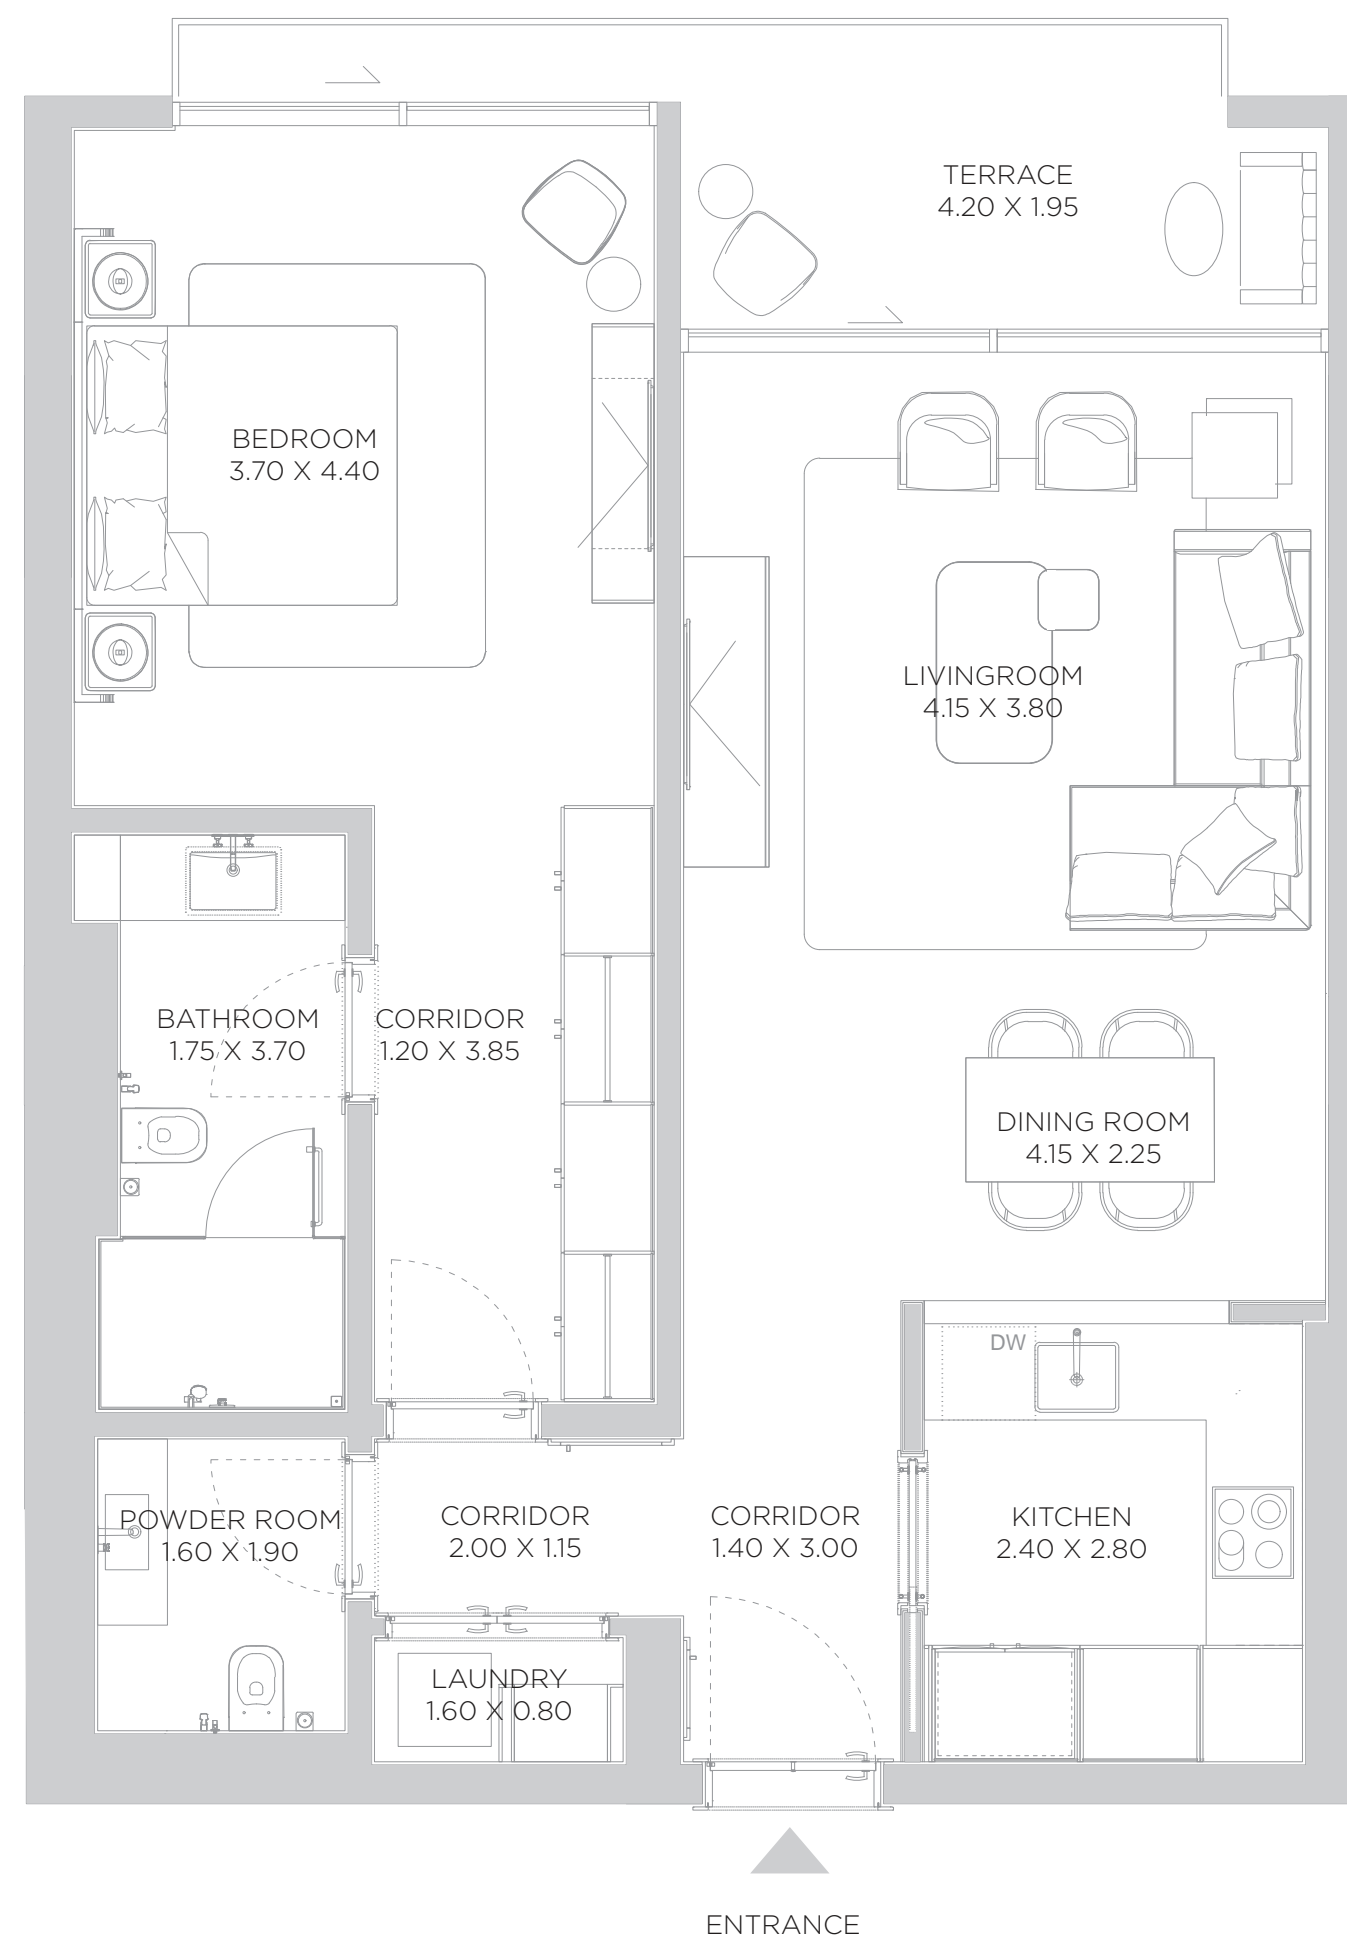 TERRACE
4.20 X 1.95
BEDROOM
3.70 X 4.40
LIVINGROOM
4.15 X 3.80
BATHROOM
1.75 X 3.70
CORRIDOR
1.20 X 3.85
DINING ROOM
4.15 X 2.25
DW
POWDER ROOM
1.60 X 1.90
CORRIDOR
2.00 X 1.15
CORRIDOR
1.40 X 3.00
KITCHEN
2.40 X 2.80
LAUNDRY
1.60 X 0.80
ENTRANCE